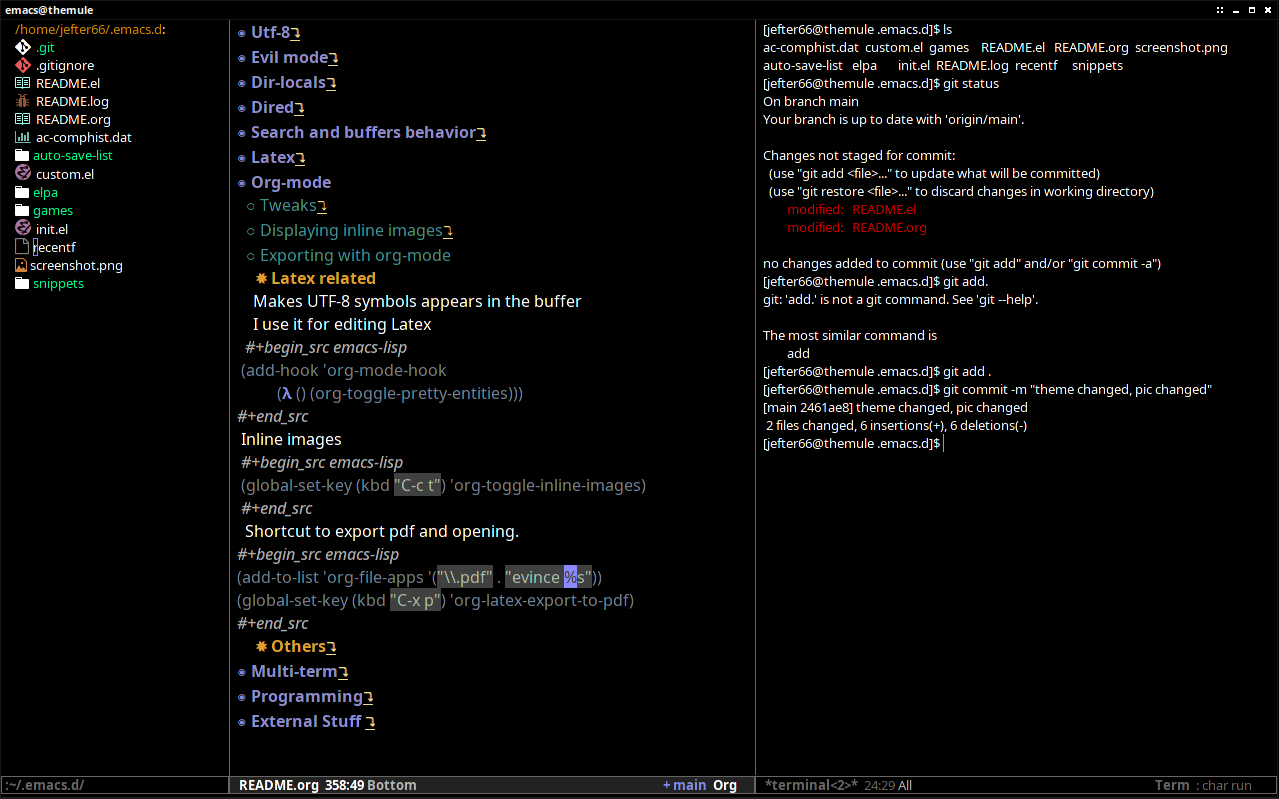 emacs@themule
/home/jefter66/.emacs.d:
.git
.gitignore
README.el
README.log
README.org
ac-comphist.dat
auto-save-list
custom.el
elpa
games
init.el
recentf
screenshot.png
snippets
:~/.emacs.d/
Utf-8
Evil mode
Dir-locals
Dired
Search and buffers behavior
Latex
Org-mode
Tweaks
Displaying inline images
Exporting with org-mode
Latex related
Makes UTF-8 symbols appears in the buffer
I use it for editing Latex
#+begin_src emacs-lisp
(add-hook 'org-mode-hook
(λ () (org-toggle-pretty-entities)))
#+end_src
Inline images
#+begin_src emacs-lisp
(global-set-key (kbd "C-c t") 'org-toggle-inline-images)
#+end_src
Shortcut to export pdf and opening.
#+begin_src emacs-lisp
(add-to-list 'org-file-apps '("\\.pdf" . "evince %s"))
(global-set-key (kbd "C-x p") 'org-latex-export-to-pdf)
#+end_src
Others
Multi-term
Programming
External Stuff
README.org 358:49 Bottom + main Org
[jefter66@themule .emacs.d]$ ls
ac-comphist.dat custom.el games README.el README.org screenshot.png
auto-save-list elpa init.el README.log recentf snippets
[jefter66@themule .emacs.d]$ git status
On branch main
Your branch is up to date with 'origin/main'.
Changes not staged for commit:
(use "git add <file>..." to update what will be committed)
(use "git restore <file>..." to discard changes in working directory)
modified: README.el
modified: README.org
no changes added to commit (use "git add" and/or "git commit -a")
[jefter66@themule .emacs.d]$ git add.
git: 'add.' is not a git command. See 'git --help'.
The most similar command is
add
[jefter66@themule .emacs.d]$ git add .
[jefter66@themule .emacs.d]$ git commit -m "theme changed, pic changed"
[main 2461ae8] theme changed, pic changed
2 files changed, 6 insertions(+), 6 deletions(-)
[jefter66@themule .emacs.d]$
*terminal<2>* 24:29 All Term : char run